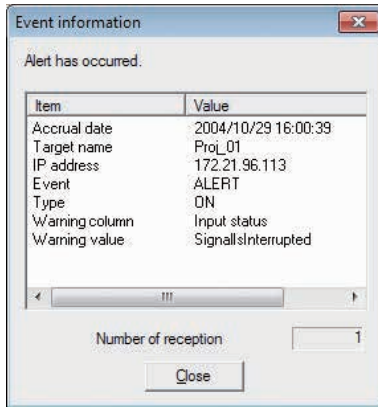 Event information
Alert has occurred.
Item Value
Accrual date 2004/10/29 16:00:39
Target name Proj_01
IP address 172.21.96.113
Event ALERT
Type ON
Warning column Input status
Warning value SignalIsInterrupted
Number of reception 1
Close